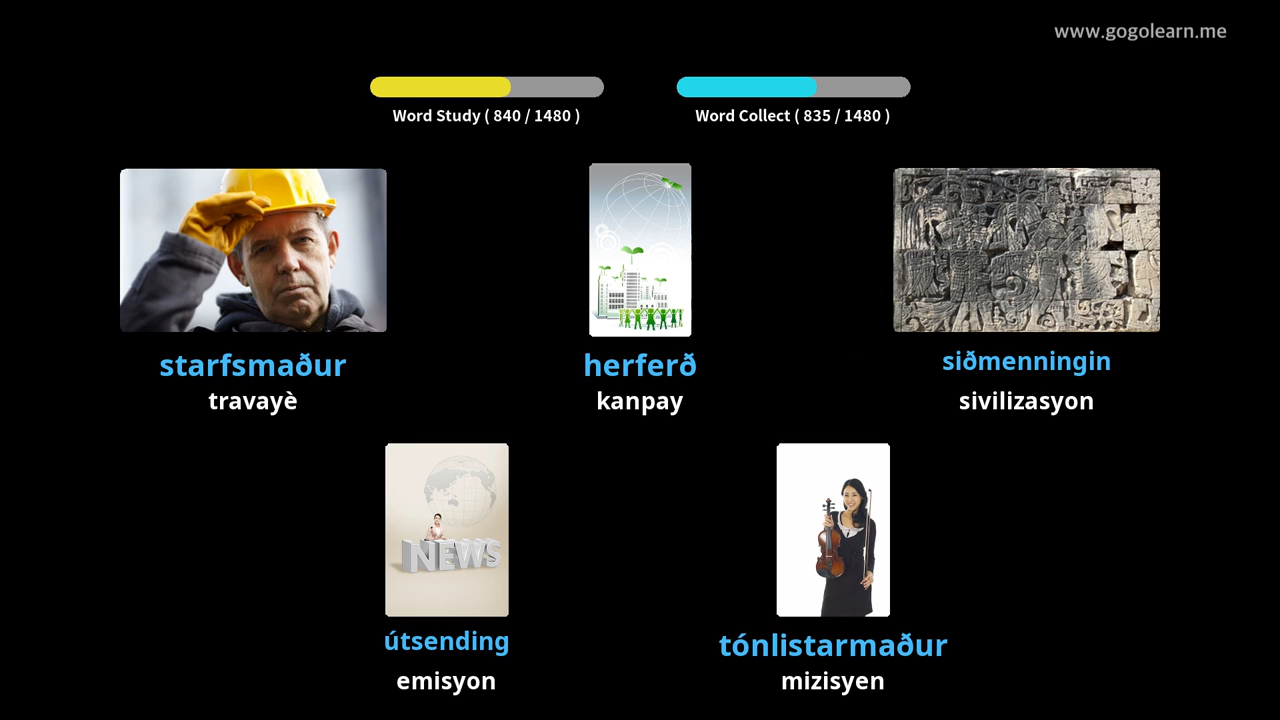 www.gogolearn.me
Word Study ( 840 / 1480 )
Word Collect ( 835 / 1480 )
starfsmaður
travayè
herferð
kanpay
siðmenningin
sivilizasyon
NEWS
útsending
emisyon
tónlistarmaður
mizisyen